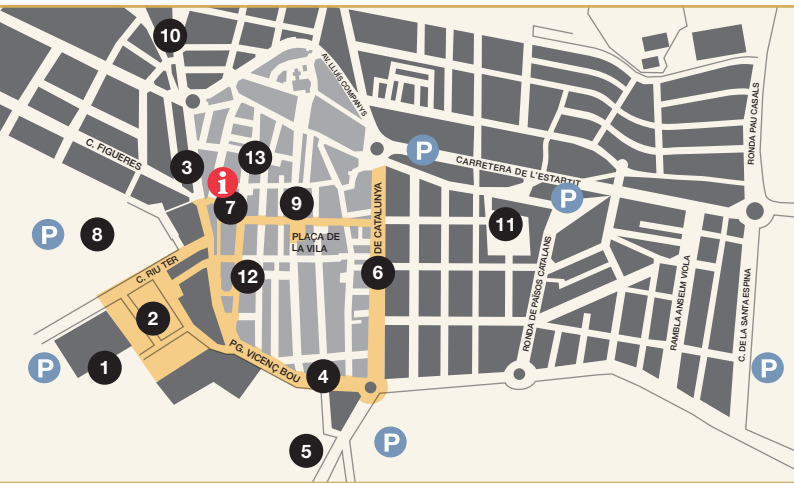 10
AV. LLUÍS COMPANYS
RONDA PAU CASALS
C. FIGUERES
3
13
P
CARRETERA DE L'ESTARTIT
i
7
9
P
P
8
PLAÇA DE
LA VILA
DE CATALUNYA
11
C. RIU TER
12
6
RONDA DE PAÏSOS CATALANS
RAMBLA ANSELM VIOLA
C. DE LA SANTA ESPINA
2
P
1
PG. VICENÇ BOU
4
P
5
P